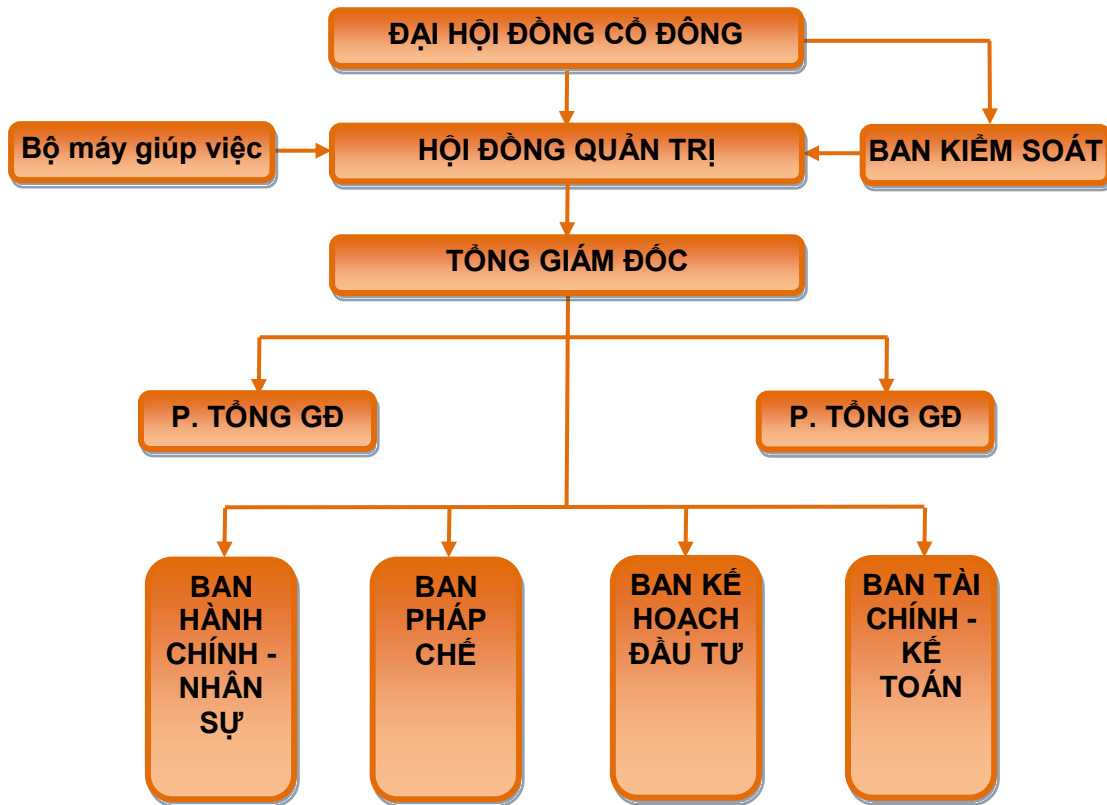 ĐẠI HỘI ĐỒNG CỔ ĐÔNG
Bộ máy giúp việc
HỘI ĐỒNG QUẢN TRỊ
BAN KIỂM SOÁT
TỔNG GIÁM ĐỐC
P. TỔNG GĐ
P. TỔNG GĐ
BAN
HÀNH
CHÍNH -
NHÂN
SỰ
BAN
PHÁP
CHẾ
BAN KẾ
HOẠCH
ĐẦU TƯ
BAN TÀI
CHÍNH -
KẾ
TOÁN